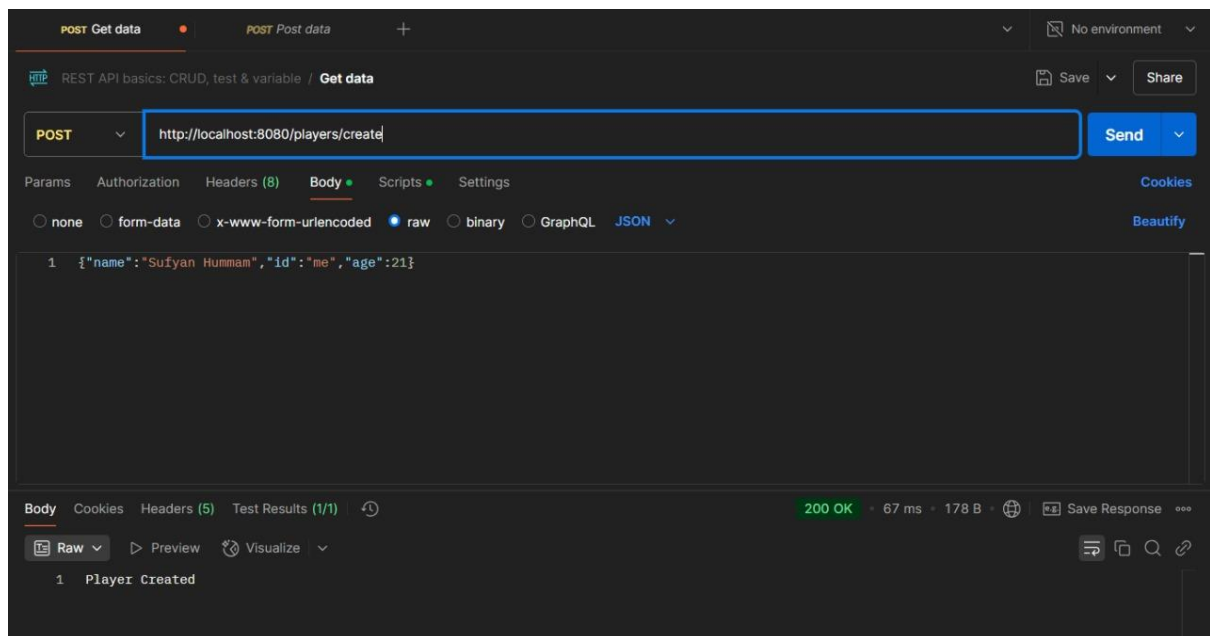 POST Get data POST Post data No environment
HTTP REST API basics: CRUD, test & variable / Get data Save Share
POST http://localhost:8080/players/create Send
Params Authorization Headers (8) Body Scripts Settings Cookies
none form-data x-www-form-urlencoded raw binary GraphQL JSON Beautify
1 {"name":"Sufyan Hummam","id":"me","age":21}
Body Cookies Headers (5) Test Results (1/1) 200 OK 67 ms 178 B e.g. Save Response
Raw Preview Visualize
1 Player Created